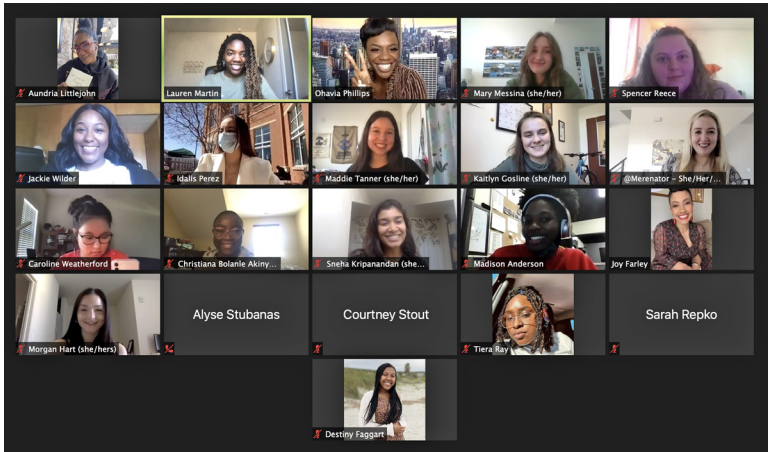 Aundria Littlejohn
Lauren Martin
Ohavia Phillips
Mary Messina (she/her)
Spencer Reece
Jackie Wilder
Idalis Perez
Maddie Tanner (she/her)
Kaitlyn Gosline (she/her)
@Merenator – She/Her/...
Caroline Weatherford
Christiana Bolanle Akiny...
Sneha Kripanandan (she...
Madison Anderson
Joy Farley
Morgan Hart (she/hers)
Alyse Stubanas
Courtney Stout
Tiera Ray
Sarah Repko
Destiny Faggart